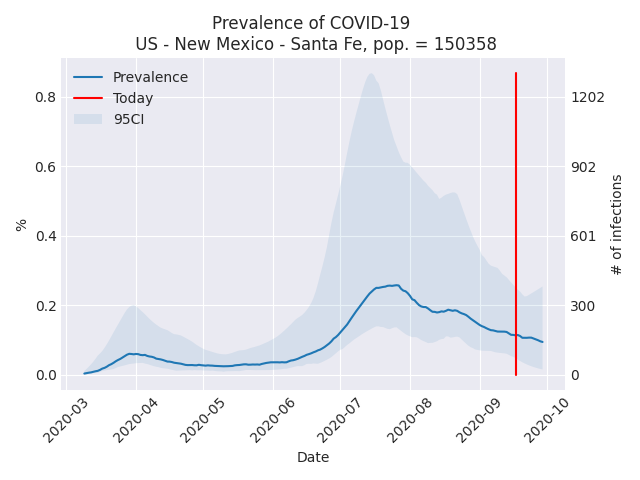 Prevalence of COVID-19
US - New Mexico - Santa Fe, pop. = 150358
Prevalence
Today
95CI
0.8
0.6
0.4
0.2
0.0
%
1202
902
601
300
0
# of infections
2020-03
2020-04
2020-05
2020-06
2020-07
2020-08
2020-09
2020-10
Date